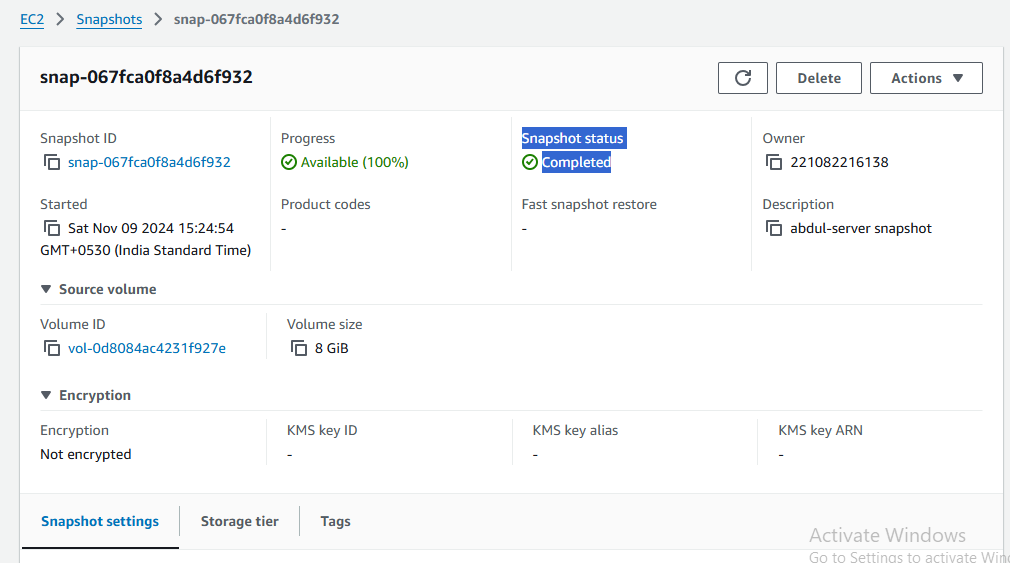 EC2 > Snapshots > snap-067fca0f8a4d6f932
snap-067fca0f8a4d6f932
Delete
Actions
Snapshot ID
snap-067fca0f8a4d6f932
Progress
Available (100%)
Snapshot status
Completed
Owner
221082216138
Started
Sat Nov 09 2024 15:24:54
GMT+0530 (India Standard Time)
Product codes
-
Fast snapshot restore
-
Description
abdul-server snapshot
Source volume
Volume ID
vol-0d8084ac4231f927e
Volume size
8 GiB
Encryption
Encryption
Not encrypted
KMS key ID
-
KMS key alias
-
KMS key ARN
-
Snapshot settings
Storage tier
Tags
Activate Windows
Go to Settings to activate Win